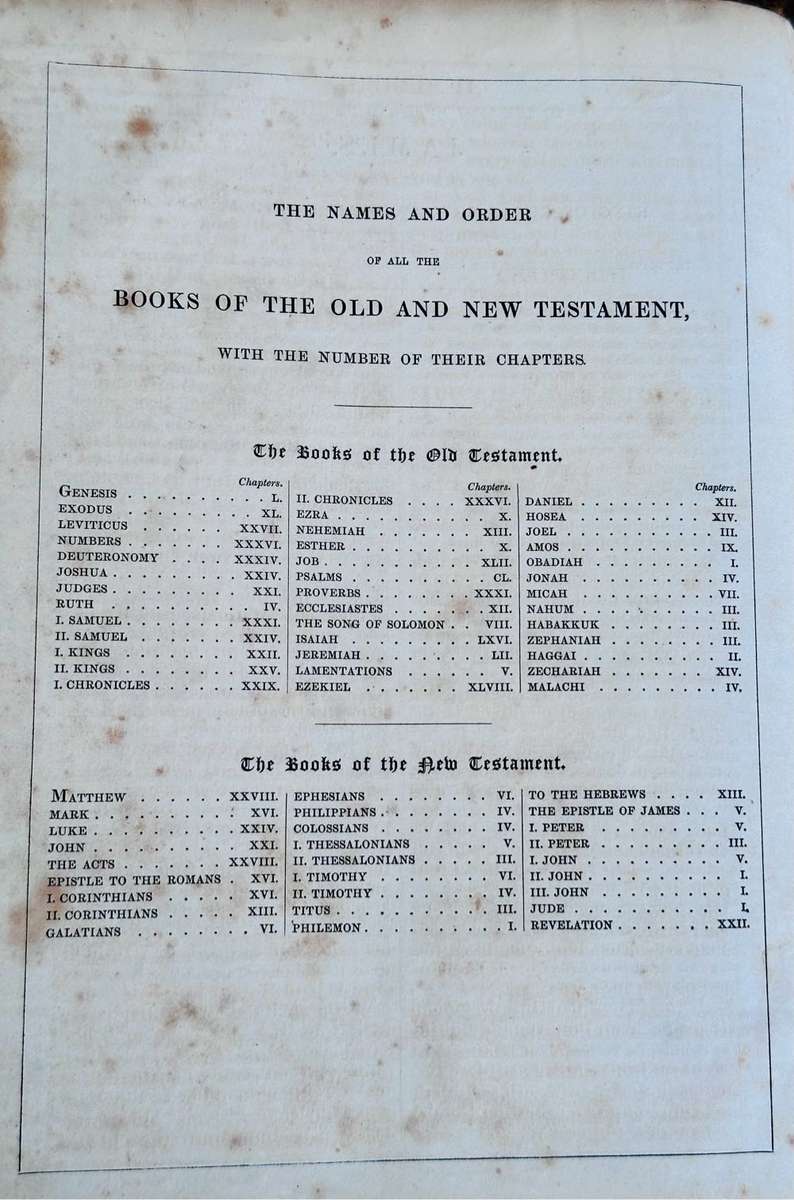 THE NAMES AND ORDER
OF ALL THE
BOOKS OF THE OLD AND NEW TESTAMENT,
WITH THE NUMBER OF THEIR CHAPTERS.
The Books of the Old Testament.
Chapters.
GENESIS . . . . . . . . . . L.
EXODUS . . . . . . . . . XL.
LEVITICUS . . . . . . XXVII.
NUMBERS . . . . . . . XXXVI.
DEUTERONOMY . . . . XXXIV.
JOSHUA . . . . . . . . . XXIV.
JUDGES . . . . . . . . . XXI.
RUTH . . . . . . . . . . IV.
I. SAMUEL . . . . . . . . XXXI.
II. SAMUEL . . . . . . . XXIV.
I. KINGS . . . . . . . . XXII.
II. KINGS . . . . . . . . XXV.
I. CHRONICLES . . . . . . XXIX.
Chapters.
II. CHRONICLES . . . . XXXVI.
EZRA . . . . . . . . . . . X.
NEHEMIAH . . . . . . . XIII.
ESTHER . . . . . . . . . . X.
JOB . . . . . . . . . . . XLII.
PSALMS . . . . . . . . . CL.
PROVERBS . . . . . . . . XXXI.
ECCLESIASTES . . . . . . XII.
THE SONG OF SOLOMON . . VIII.
ISAIAH . . . . . . . . . LXVI.
JEREMIAH . . . . . . . . LII.
LAMENTATIONS . . . . . . V.
EZEKIEL . . . . . . . XLVIII.
Chapters.
DANIEL . . . . . . . . . XII.
HOSEA . . . . . . . . . XIV.
JOEL . . . . . . . . . . III.
AMOS . . . . . . . . . . IX.
OBADIAH . . . . . . . . . I.
JONAH . . . . . . . . . IV.
MICAH . . . . . . . . . VII.
NAHUM . . . . . . . . . III.
HABAKKUK . . . . . . . . III.
ZEPHANIAH . . . . . . . III.
HAGGAI . . . . . . . . . II.
ZECHARIAH . . . . . . . XIV.
MALACHI . . . . . . . . IV.
The Books of the New Testament.
MATTHEW . . . . . . XXVIII.
MARK . . . . . . . . . . XVI.
LUKE . . . . . . . . . . XXIV.
JOHN . . . . . . . . . . XXI.
THE ACTS . . . . . . . XXVIII.
EPISTLE TO THE ROMANS . XVI.
I. CORINTHIANS . . . . . XVI.
II. CORINTHIANS . . . . . XIII.
GALATIANS . . . . . . . . VI.
EPHESIANS . . . . . . . . VI.
PHILIPPIANS . . . . . . . . IV.
COLOSSIANS . . . . . . . . IV.
I. THESSALONIANS . . . . . V.
II. THESSALONIANS . . . . . III.
I. TIMOTHY . . . . . . . . VI.
II. TIMOTHY . . . . . . . . IV.
TITUS . . . . . . . . . . . III.
PHILEMON . . . . . . . . . . I.
TO THE HEBREWS . . . . XIII.
THE EPISTLE OF JAMES . . . V.
I. PETER . . . . . . . . . V.
II. PETER . . . . . . . . III.
I. JOHN . . . . . . . . . . V.
II. JOHN . . . . . . . . . . I.
III. JOHN . . . . . . . . . I.
JUDE . . . . . . . . . . . I.
REVELATION . . . . . . . XXII.